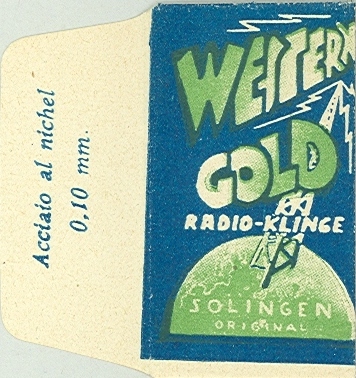 Acciaio al nichel
0,10 mm.
WESTERN
GOLD
RADIO-KLINGE
SOLINGEN
ORIGINAL